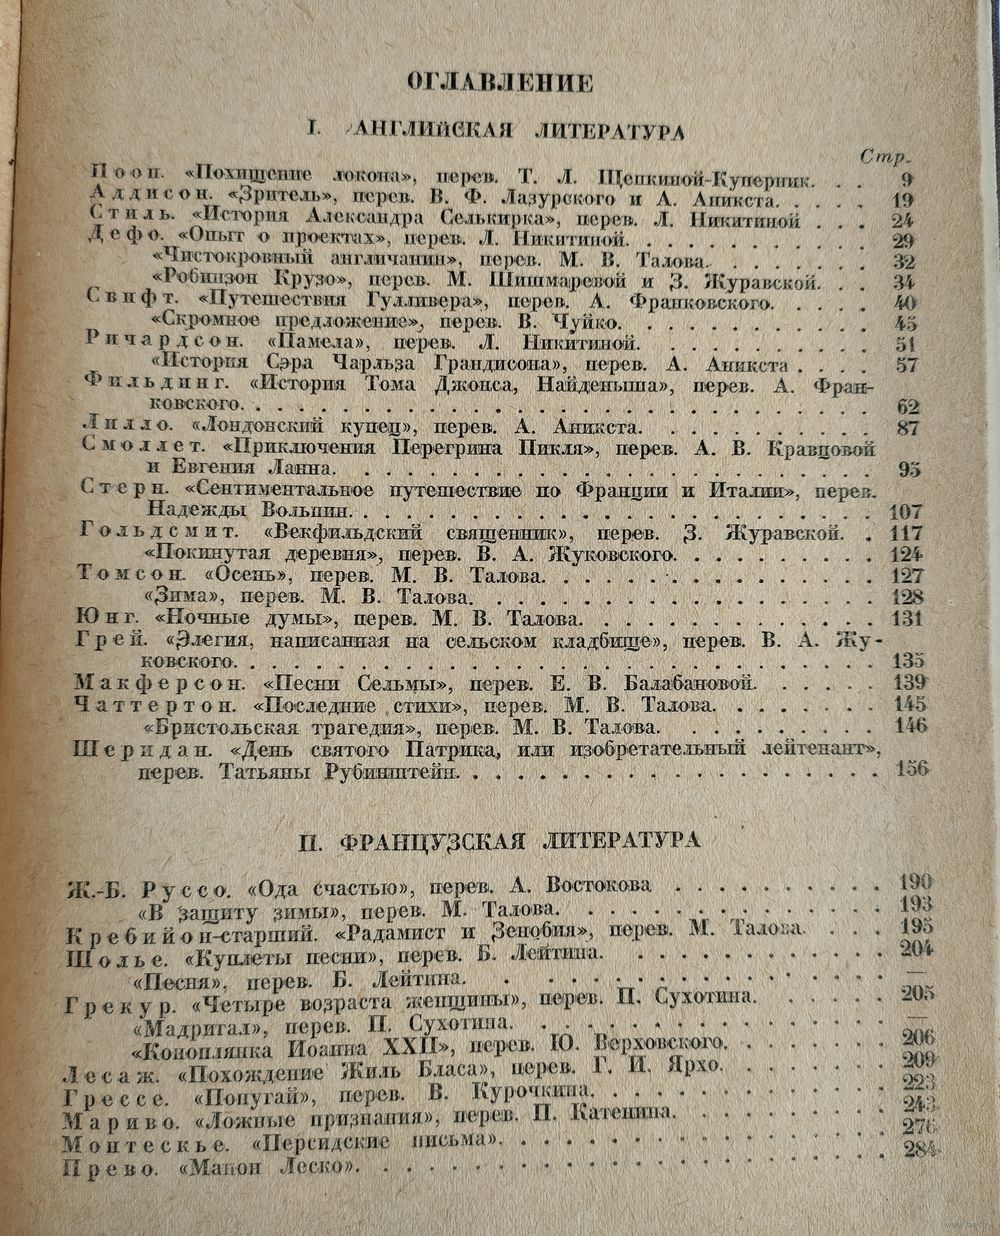 ОГЛАВЛЕНИЕ
I. АНГЛИЙСКАЯ ЛИТЕРАТУРА
Стр.
Пооп. «Похищение локона», перев. Т. Л. Щепкиной-Куперник. . . 9
Аддисон. «Зритель», перев. В. Ф. Лазурского и А. Аникста. . . . . 19
Стиль. «История Александра Селькирка», перев. Л. Никитиной . . . 24
Дефо. «Опыт о проектах», перев. Л. Никитиной. . . . . . . . . . . 29
«Чистокровный англичанин», перев. М. В. Талова. . . . . . . . 32
«Робинзон Крузо», перев. М. Шишмаревой и З. Журавской. . . 34
Свифт. «Путешествия Гулливера», перев. А. Франковского. . . . . 40
«Скромное предложение», перев. В. Чуйко. . . . . . . . . . . . 45
Ричардсон. «Памела», перев. Л. Никитиной. . . . . . . . . . . 51
«История Сэра Чарльза Грандисона», перев. А. Аникста . . . . 57
Фильдинг. «История Тома Джонса, Найденыша», перев. А. Фран-
ковского. . . . . . . . . . . . . . . . . . . . . . . . . . . . . 62
Лилло. «Лондонский купец», перев. А. Аникста. . . . . . . . . . 87
Смоллет. «Приключения Перегрина Пикля», перев. А. В. Кравцовой
и Евгения Ланна. . . . . . . . . . . . . . . . . . . . . . . . 95
Стерн. «Сентиментальное путешествие по Франции и Италии», перев.
Надежды Вольпин. . . . . . . . . . . . . . . . . . . . . . . . 107
Гольдсмит. «Векфильдский священник», перев. З. Журавской. . 117
«Покинутая деревня», перев. В. А. Жуковского. . . . . . . . . 124
Томсон. «Осень», перев. М. В. Талова. . . . . . . . . . . . . . . 127
«Зима», перев. М. В. Талова. . . . . . . . . . . . . . . . . . 128
Юнг. «Ночные думы», перев. М. В. Талова. . . . . . . . . . . . . 131
Грей. «Элегия, написанная на сельском кладбище», перев. В. А. Жу-
ковского. . . . . . . . . . . . . . . . . . . . . . . . . . . . . 135
Макферсон. «Песни Сельмы», перев. Е. В. Балабановой. . . . . . 139
Чаттертон. «Последние стихи», перев. М. В. Талова. . . . . . . . 145
«Бристольская трагедия», перев. М. В. Талова. . . . . . . . . 146
Шеридан. «День святого Патрика, или изобретательный лейтенант»,
перев. Татьяны Рубинштейн. . . . . . . . . . . . . . . . . . . 156
II. ФРАНЦУЗСКАЯ ЛИТЕРАТУРА
Ж.-Б. Руссо. «Ода счастью», перев. А. Востокова . . . . . . . . . . 190
«В защиту зимы», перев. М. Талова. . . . . . . . . . . . . . 193
Кребийон-старший. «Радамист и Зенобия», перев. М. Талова. . . . 195
Шолье. «Куплеты песни», перев. Б. Лейтина. . . . . . . . . . . . 204
«Песня», перев. Б. Лейтина. . . . . . . . . . . . . . . . . . —
Грекур. «Четыре возраста женщины», перев. П. Сухотина. . . . . . 205
«Мадригал», перев. П. Сухотина. . . . . . . . . . . . . . . . —
«Коноплянка Иоанна XXII», перев. Ю. Верховского. . . . . . . 206
Лесаж. «Похождение Жиль Бласа», перев. Г. И. Ярхо. . . . . . . 209
Грессе. «Попугай», перев. В. Курочкина. . . . . . . . . . . . . . 223
Мариво. «Ложные признания», перев. П. Катенина. . . . . . . . . 243
Монтескье. «Персидские письма». . . . . . . . . . . . . . . . . . 276
Прево. «Манон Леско». . . . . . . . . . . . . . . . . . . . . . . 284